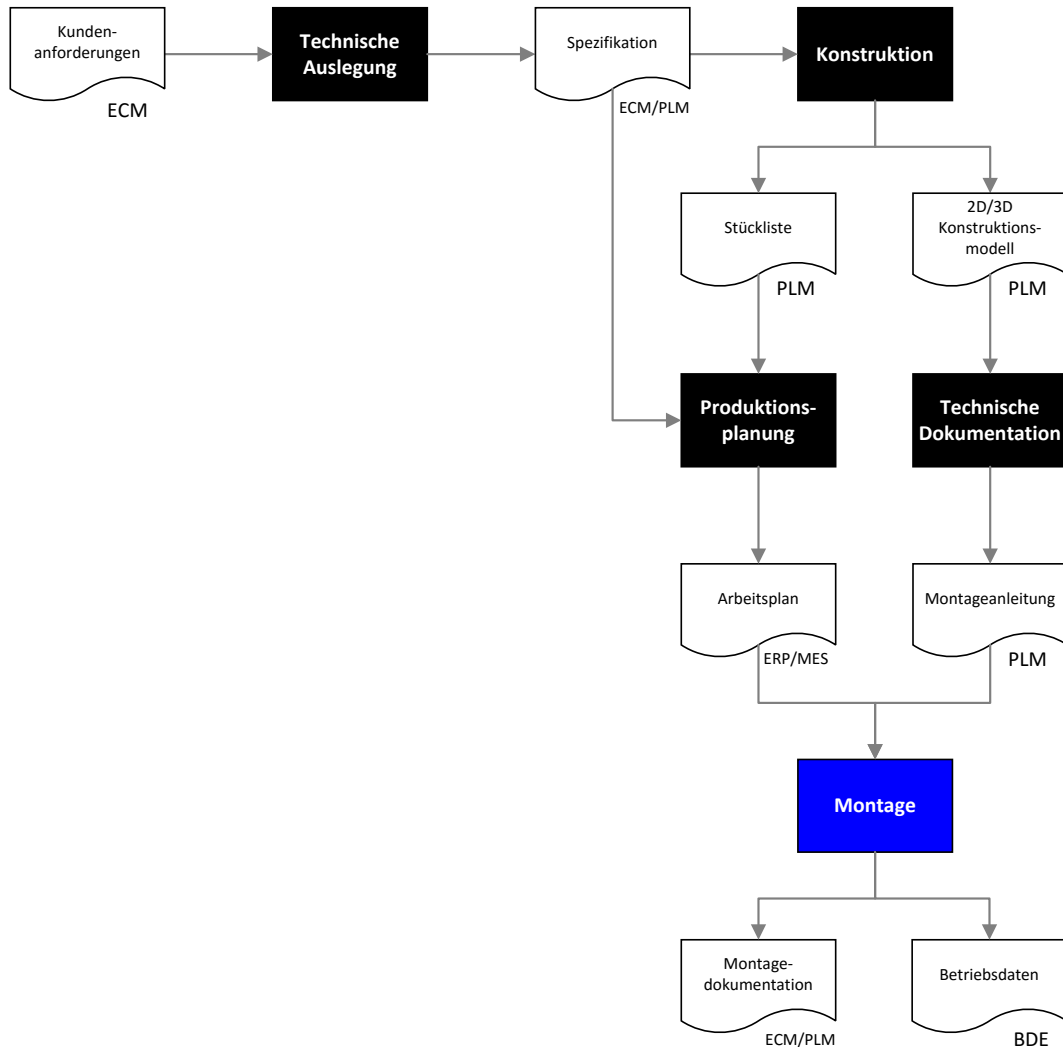 Kunden-
anforderungen
ECM
Technische
Auslegung
Spezifikation
ECM/PLM
Konstruktion
Stückliste
PLM
2D/3D
Konstruktions-
modell
PLM
Produktions-
planung
Technische
Dokumentation
Arbeitsplan
ERP/MES
Montageanleitung
PLM
Montage
Montage-
dokumentation
ECM/PLM
Betriebsdaten
BDE